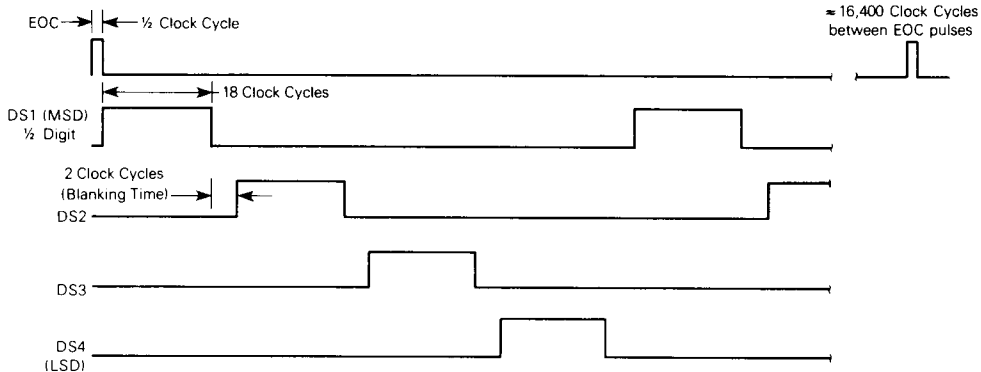 EOC
½ Clock Cycle
≈ 16,400 Clock Cycles
between EOC pulses
18 Clock Cycles
DS1 (MSD)
½ Digit
2 Clock Cycles
(Blanking Time)
DS2
DS3
DS4
(LSD)